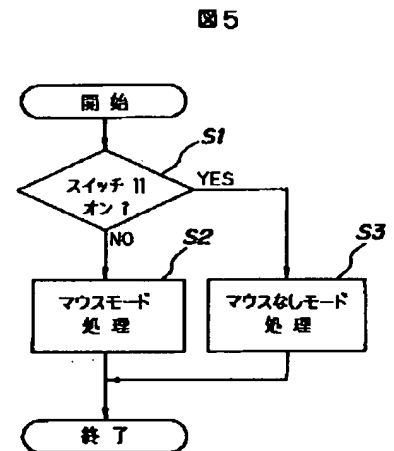 図5
開始
S1
スイッチ 11
オン?
YES
NO
S2
S3
マウスモード
処理
マウスなしモード
処理
終了